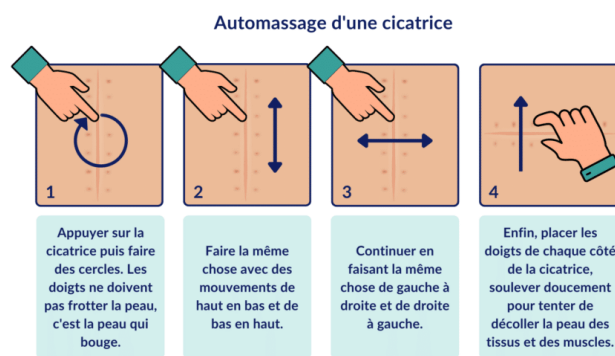 Automassage d'une cicatrice
1
2
3
4
Appuyer sur la
cicatrice puis faire
des cercles. Les
doigts ne doivent
pas frotter la peau,
c'est la peau qui
bouge.
Faire la même
chose avec des
mouvements de
haut en bas et de
bas en haut.
Continuer en
faisant la même
chose de gauche à
droite et de droite
à gauche.
Enfin, placer les
doigts de chaque côté
de la cicatrice,
soulever doucement
pour tenter de
décoller la peau des
tissus et des muscles.